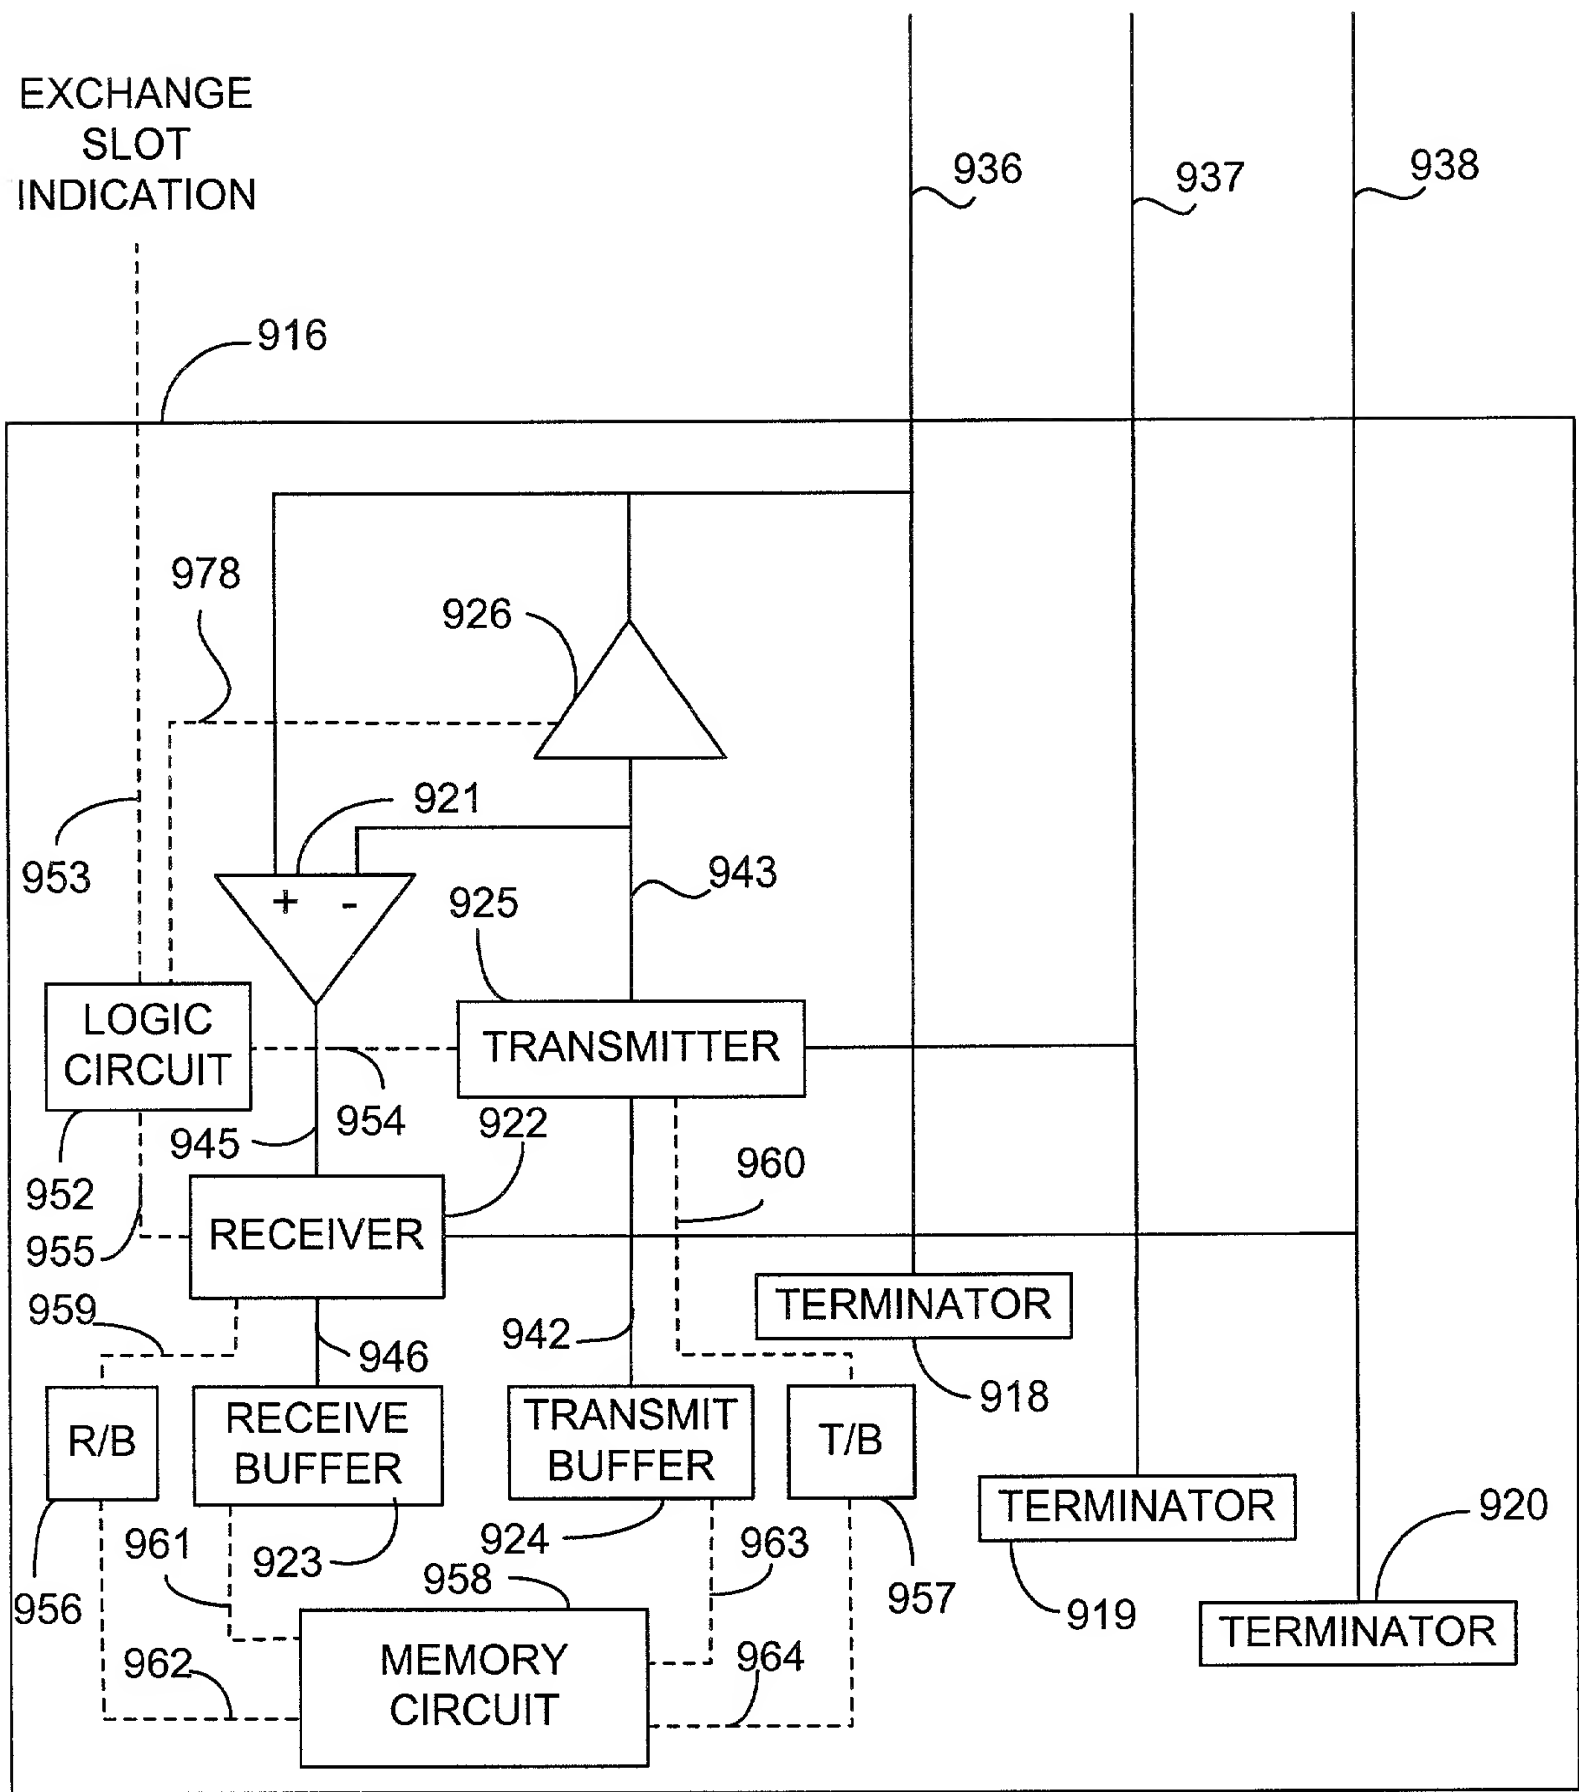 EXCHANGE
SLOT
INDICATION
936
937
938
916
978
926
921
953
943
925
+ -
LOGIC
CIRCUIT
TRANSMITTER
954
922
945
952
960
RECEIVER
955
959
TERMINATOR
942
946
918
R/B
RECEIVE
BUFFER
TRANSMIT
BUFFER
T/B
TERMINATOR
920
961
923
924
963
958
956
957
919
TERMINATOR
962
MEMORY
CIRCUIT
964